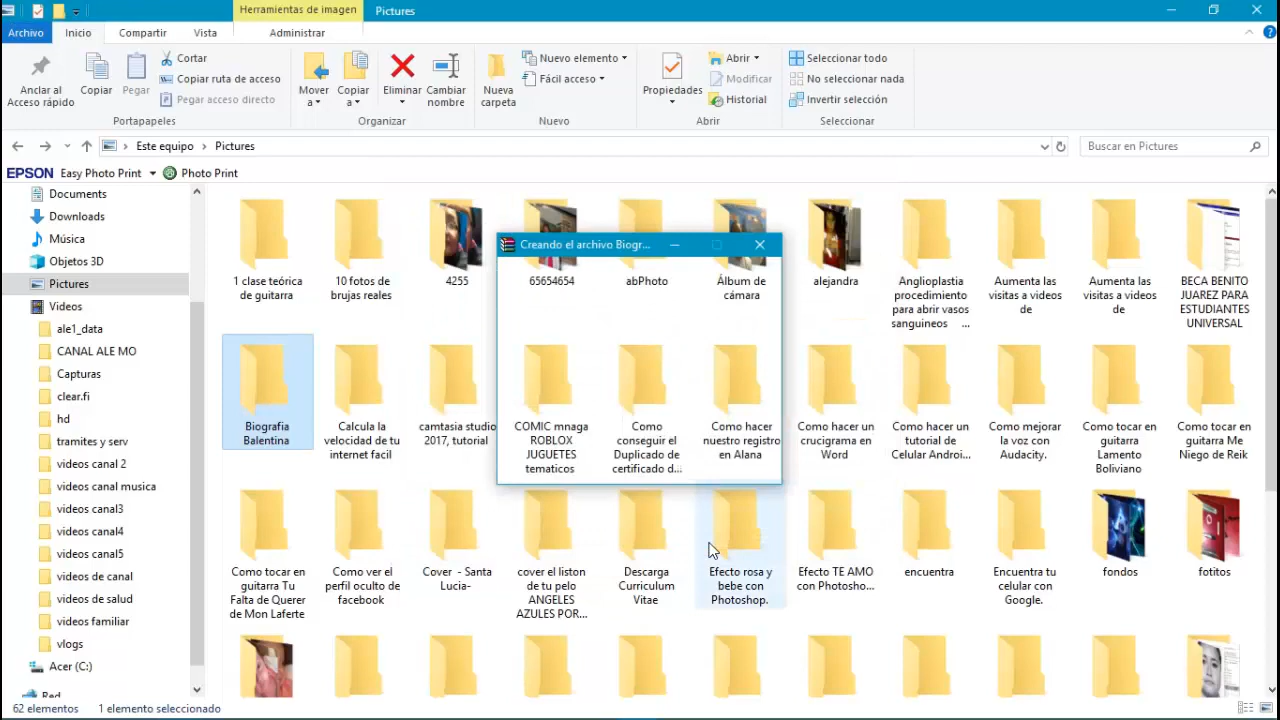 Herramientas de imagen
Pictures
Archivo
Inicio
Compartir
Vista
Administrar
Anclar al
Acceso rápido
Copiar
Pegar
Cortar
Copiar ruta de acceso
Pegar acceso directo
Portapapeles
Mover
a
Copiar
a
Eliminar
Cambiar
nombre
Organizar
Nueva
carpeta
Nuevo elemento
Fácil acceso
Nuevo
Propiedades
Abrir
Modificar
Historial
Abrir
Seleccionar todo
No seleccionar nada
Invertir selección
Seleccionar
Este equipo
Pictures
Buscar en Pictures
EPSON
Easy Photo Print
Photo Print
Documents
Downloads
Música
Objetos 3D
Pictures
Videos
ale1_data
CANAL ALE MO
Capturas
clear.fi
hd
tramites y serv
videos canal 2
videos canal musica
videos canal3
videos canal4
videos canal5
videos de canal
videos de salud
videos familiar
vlogs
Acer (C:)
Red
Creando el archivo Biogr...
1 clase teórica
de guitarra
10 fotos de
brujas reales
4255
65654654
abPhoto
Álbum de
cámara
alejandra
Anglioplastia
procedimiento
para abrir vasos
sanguineos ...
Aumenta las
visitas a videos
de
Aumenta las
visitas a videos
de
BECA BENITO
JUAREZ PARA
ESTUDIANTES
UNIVERSAL
Biografia
Balentina
Calcula la
velocidad de tu
internet facil
camtasia studio
2017, tutorial
COMIC mnaga
ROBLOX
JUGUETES
tematicos
Como
conseguir el
Duplicado de
certificado d...
Como hacer
nuestro registro
en Alana
Como hacer un
crucigrama en
Word
Como hacer un
tutorial de
Celular Androi...
Como mejorar
la voz con
Audacity.
Como tocar en
guitarra
Lamento
Boliviano
Como tocar en
guitarra Me
Niego de Reik
Como tocar en
guitarra Tu
Falta de Querer
de Mon Laferte
Como ver el
perfil oculto de
facebook
Cover - Santa
Lucia-
cover el liston
de tu pelo
ANGELES
AZULES POR...
Descarga
Curriculum
Vitae
Efecto rosa y
bebe con
Photoshop.
Efecto TE AMO
con Photosho...
encuentra
Encuentra tu
celular con
Google.
fondos
fotitos
62 elementos
1 elemento seleccionado